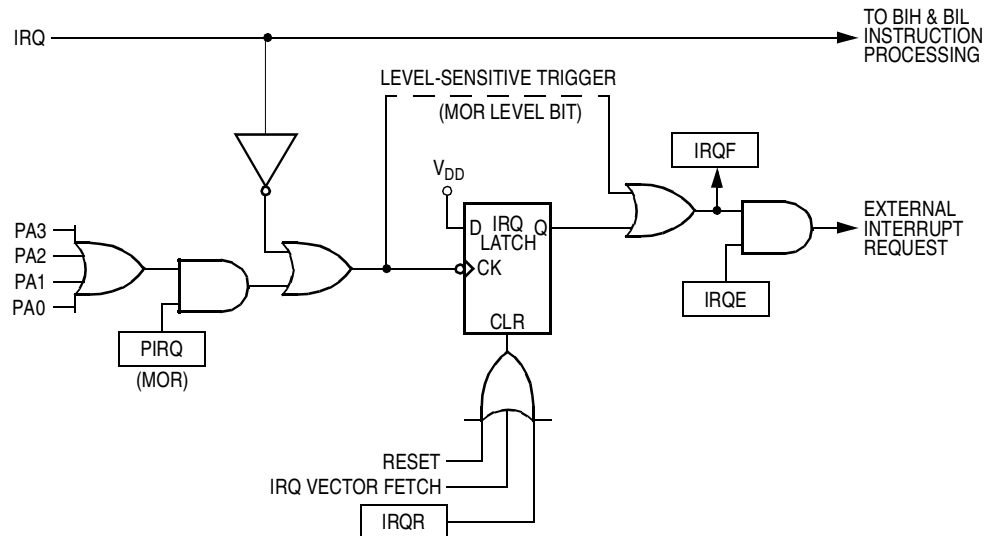 IRQ
TO BIH & BIL
INSTRUCTION
PROCESSING
LEVEL-SENSITIVE TRIGGER
(MOR LEVEL BIT)
IRQF
VDD
D IRQ Q
LATCH
CK
CLR
EXTERNAL
INTERRUPT
REQUEST
IRQE
PA3
PA2
PA1
PA0
PIRQ
(MOR)
RESET
IRQ VECTOR FETCH
IRQR